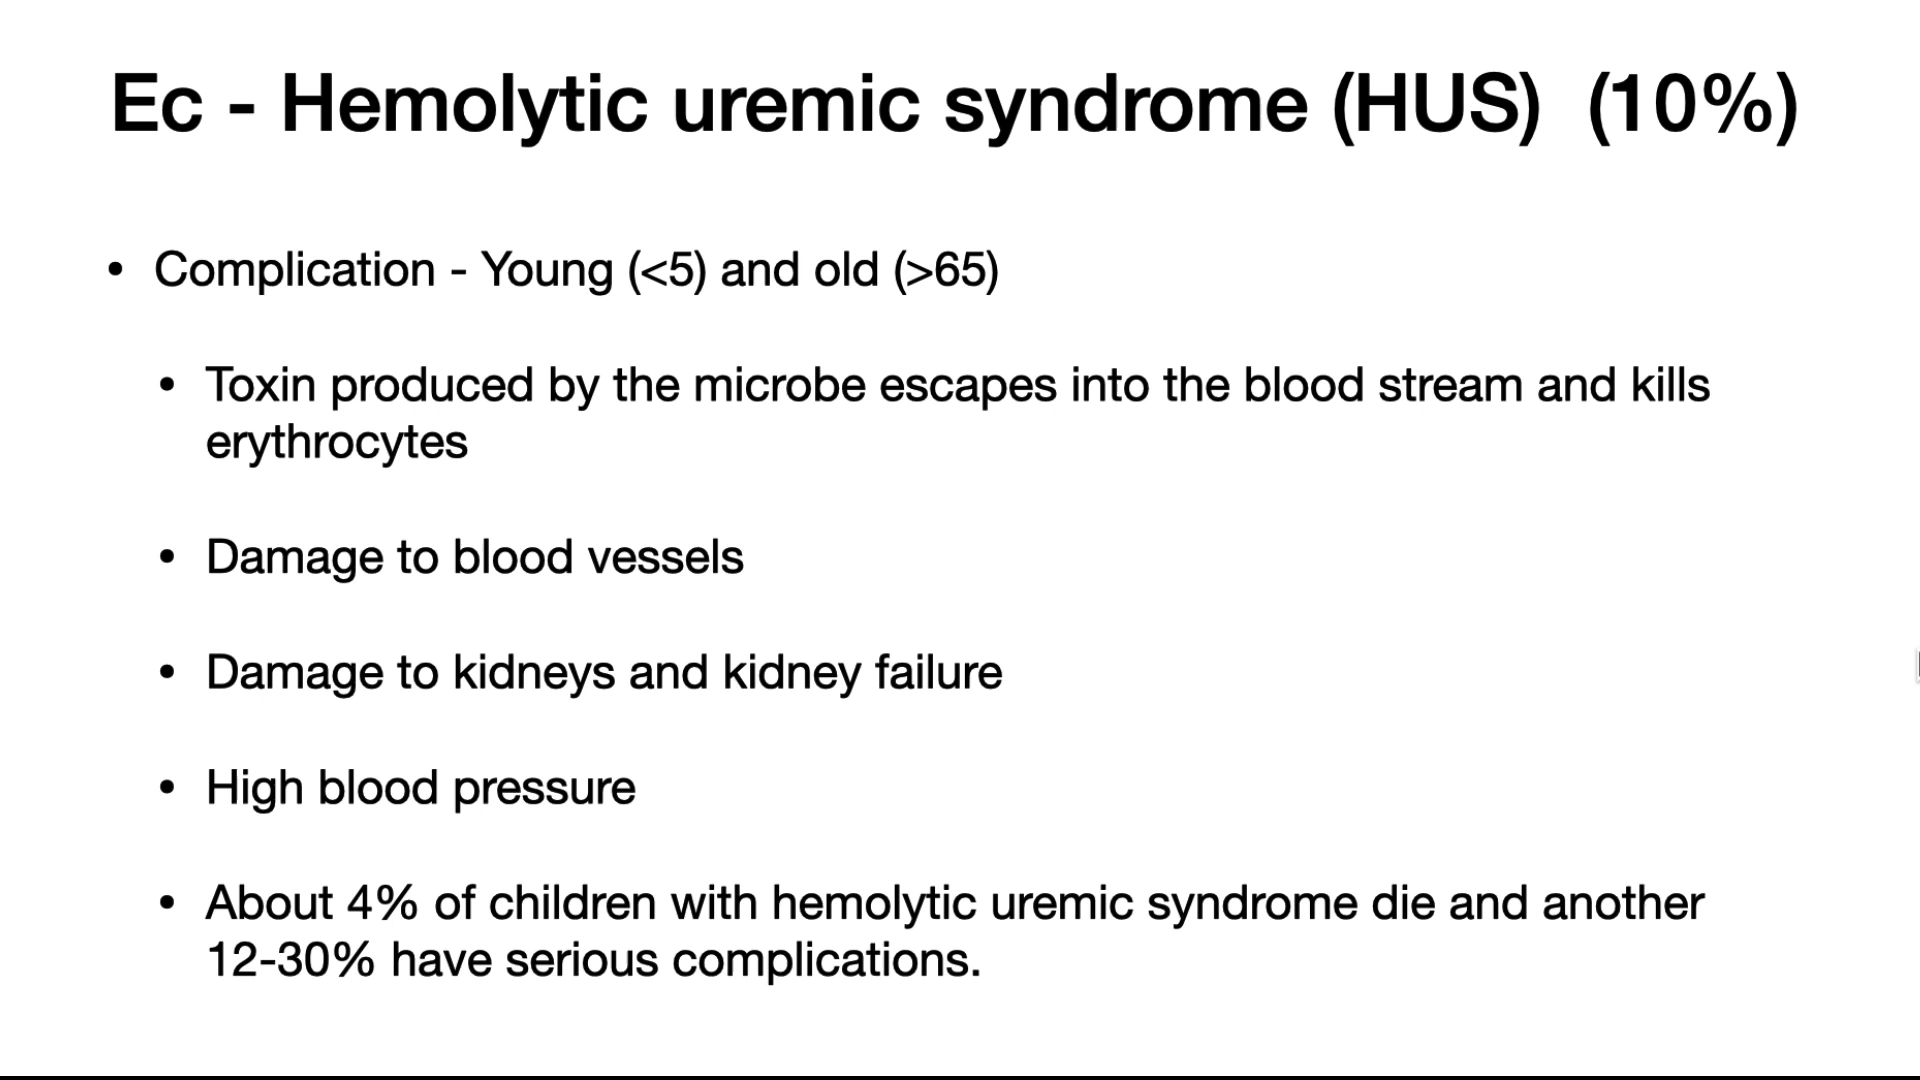 Ec - Hemolytic uremic syndrome (HUS)  (10%)
• Complication - Young (<5) and old (>65)
• Toxin produced by the microbe escapes into the blood stream and kills
erythrocytes
• Damage to blood vessels
• Damage to kidneys and kidney failure
• High blood pressure
• About 4% of children with hemolytic uremic syndrome die and another
12-30% have serious complications.